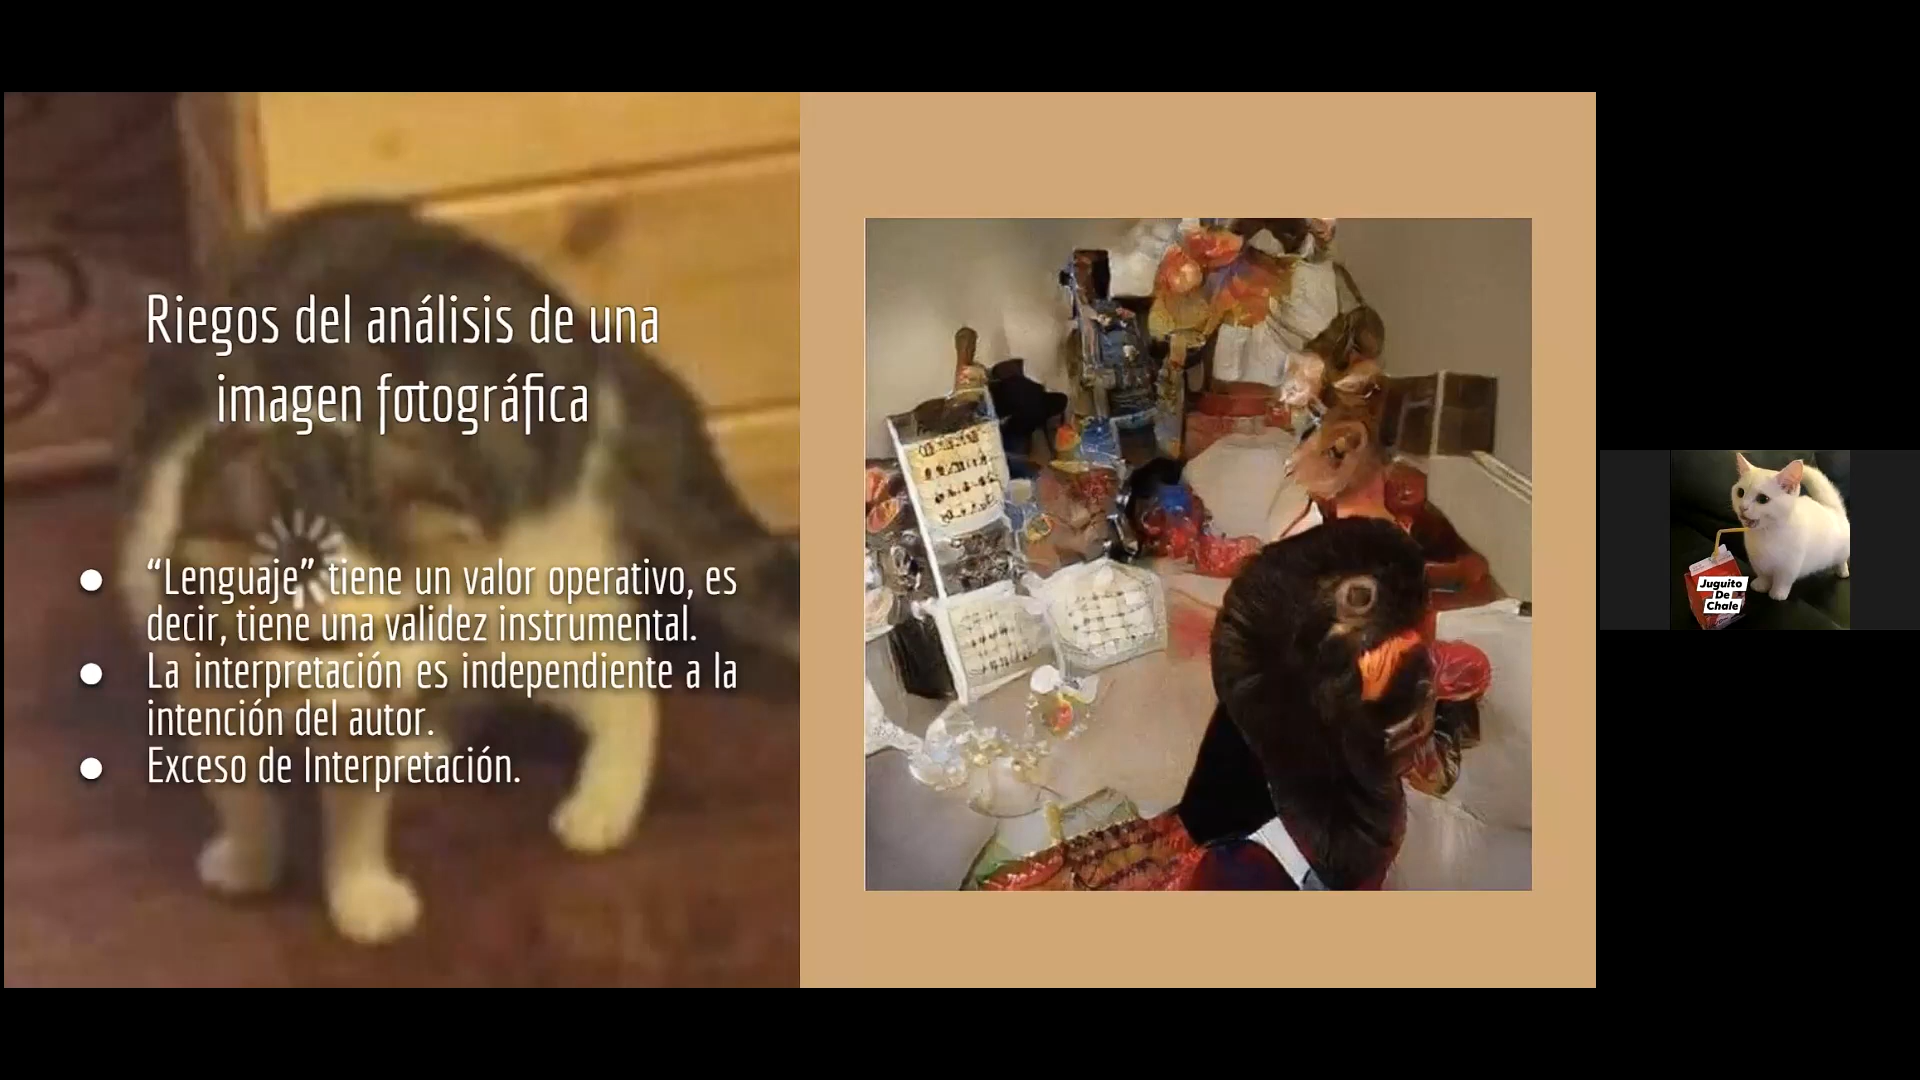 Riegos del análisis de una
imagen fotográfica
● “Lenguaje” tiene un valor operativo, es
decir, tiene una validez instrumental.
● La interpretación es independiente a la
intención del autor.
● Exceso de Interpretación.
Juguito
De
Chale